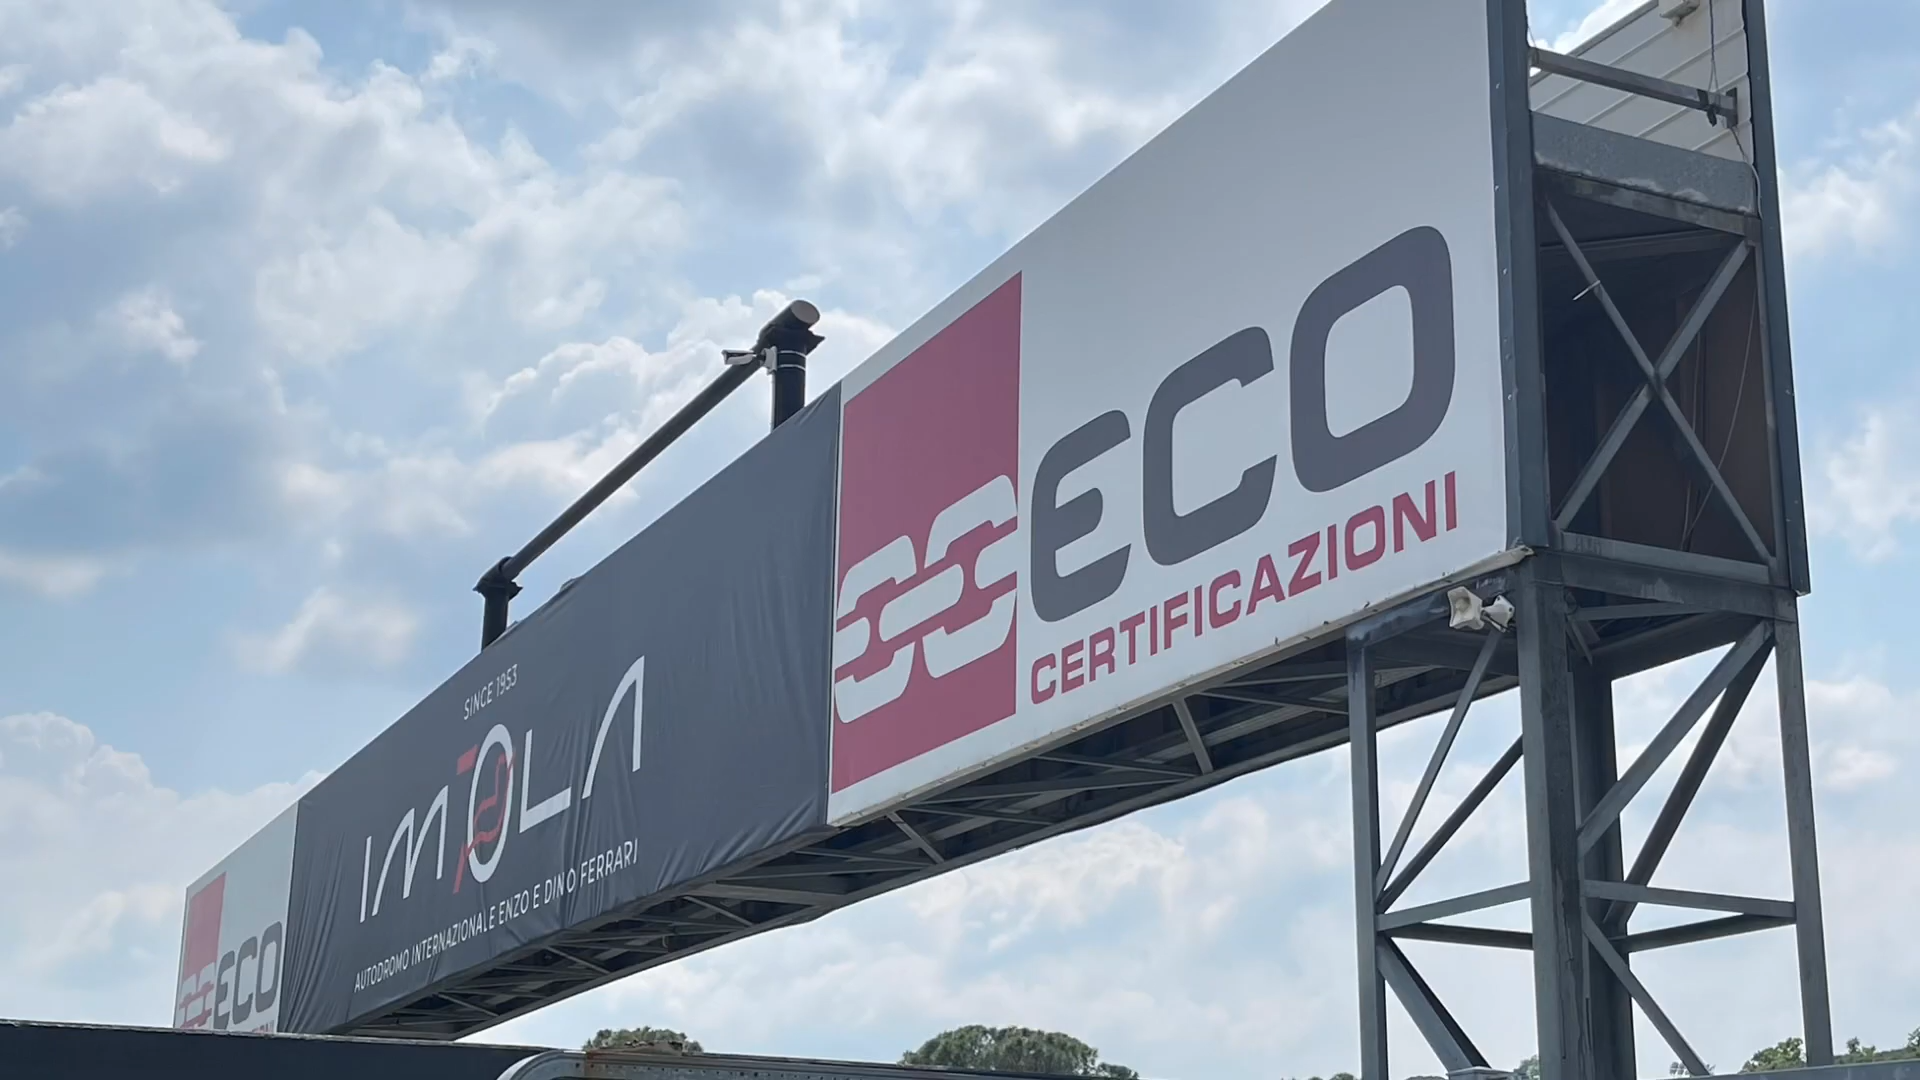 SINCE 1953
IMOLA
AUTODROMO INTERNAZIONALE ENZO E DINO FERRARI
ECO
CERTIFICAZIONI
ECO